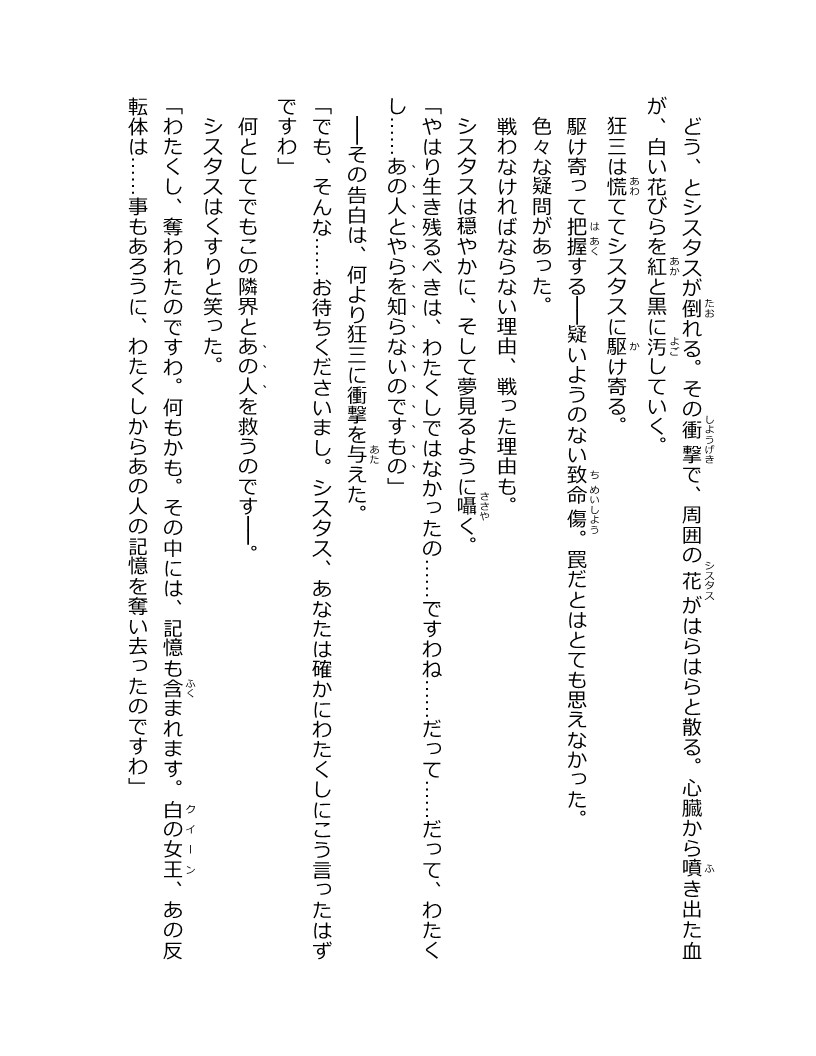 どう、とシスタスが倒れる。その衝撃で、周囲の花がはらはらと散る。心臓から噴き出た血
が、白い花びらを紅と黒に汚していく。
狂三は慌ててシスタスに駆け寄る。
駆け寄って把握する――疑いようのない致命傷。罠だとはとても思えなかった。
色々な疑問があった。
戦わなければならない理由、戦った理由も。
シスタスは穏やかに、そして夢見るように囁く。
「やはり生き残るべきは、わたくしではなかったの……ですわね……だって……だって、わたく
し……あの人とやらを知らないのですもの」
――その告白は、何より狂三に衝撃を与えた。
「でも、そんな……お待ちくださいまし。シスタス、あなたは確かにわたくしにこう言ったはず
ですわ」
何としてでもこの隣界とあの人を救うのです――。
シスタスはくすりと笑った。
「わたくし、奪われたのですわ。何もかも。その中には、記憶も含まれます。白の女王、あの反
転体は……事もあろうに、わたくしからあの人の記憶を奪い去ったのですわ」